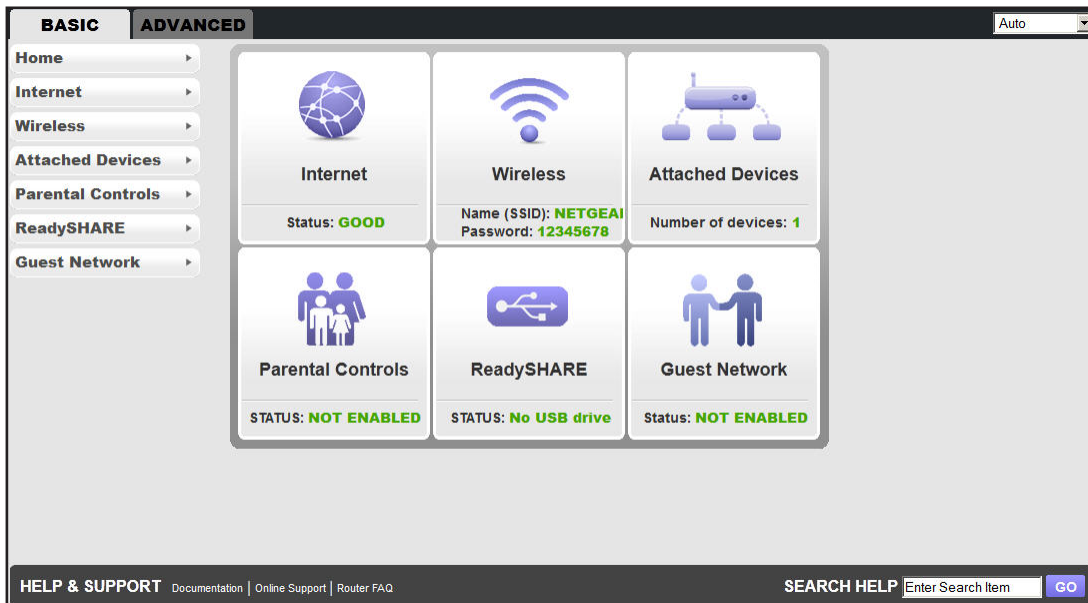 BASIC
ADVANCED
Auto
Home
Internet
Wireless
Attached Devices
Parental Controls
ReadySHARE
Guest Network
Internet
Status: GOOD
Wireless
Name (SSID): NETGEAR
Password: 12345678
Attached Devices
Number of devices: 1
Parental Controls
STATUS: NOT ENABLED
ReadySHARE
STATUS: No USB drive
Guest Network
Status: NOT ENABLED
HELP & SUPPORT Documentation | Online Support | Router FAQ
SEARCH HELP Enter Search Item GO